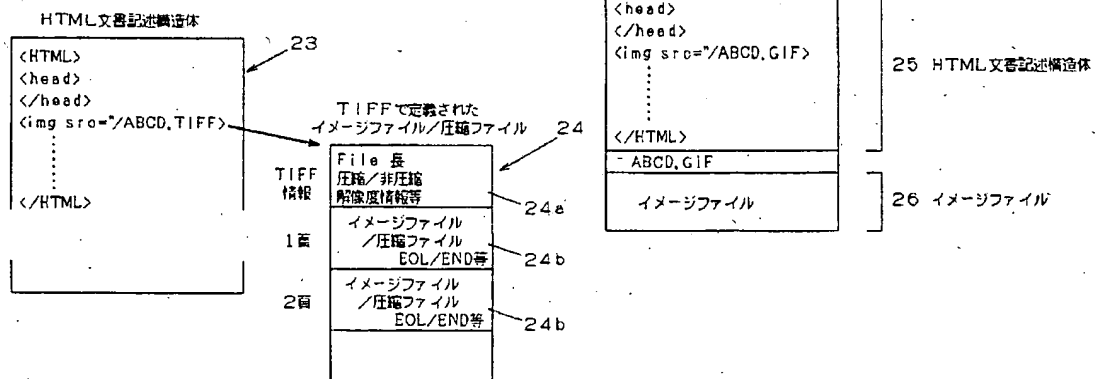 HTML文書記述構造体
23
<HTML>
<head>
</head>
<img src="/ABCD.TIFF>
</HTML>
TIFFで定義された
イメージファイル/圧縮ファイル
24
TIFF
情報
File 長
圧縮/非圧縮
解像度情報等
24a
1頁
イメージファイル
/圧縮ファイル
EOL/END等
24b
2頁
イメージファイル
/圧縮ファイル
EOL/END等
24b
<head>
</head>
<img src="/ABCD.GIF>
</HTML>
25 HTML文書記述構造体
ABCD.GIF
イメージファイル
26 イメージファイル